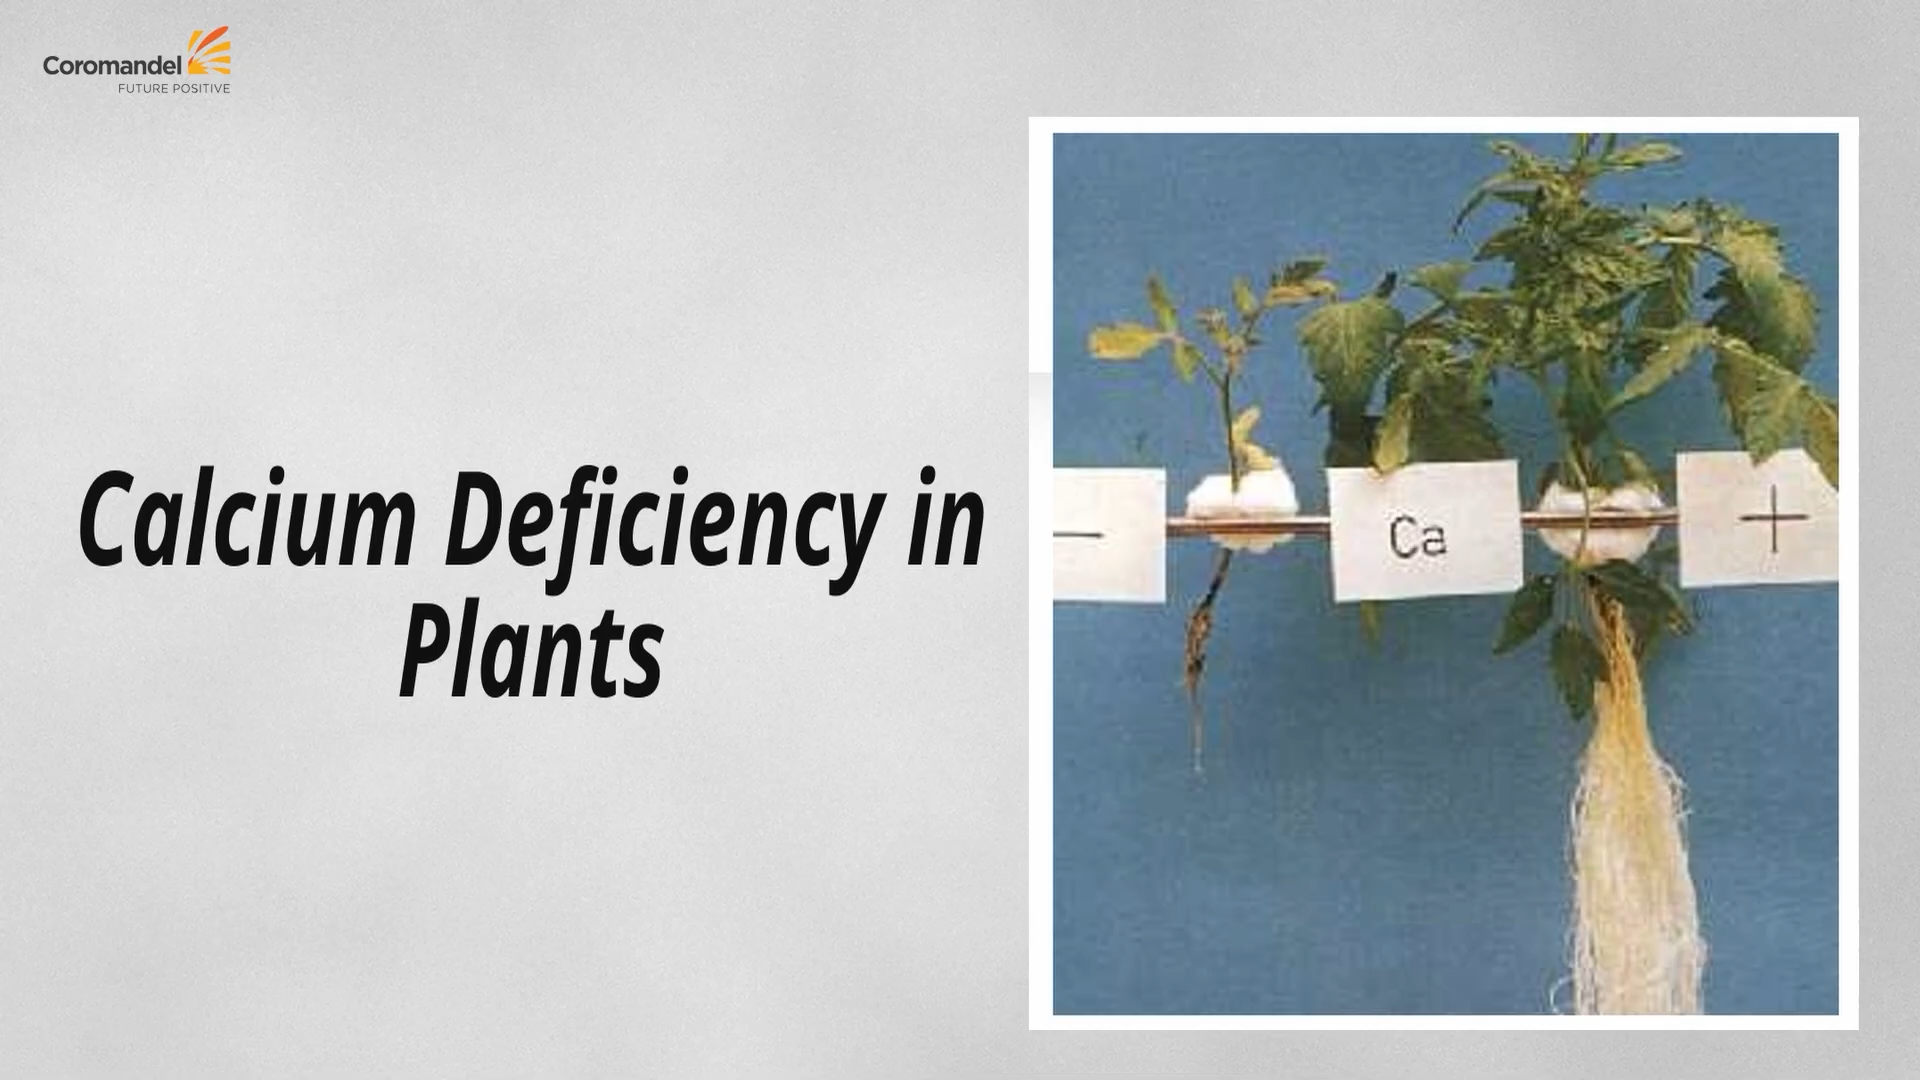 Coromandel
FUTURE POSITIVE
Calcium Deficiency in
Plants
−
Ca
+